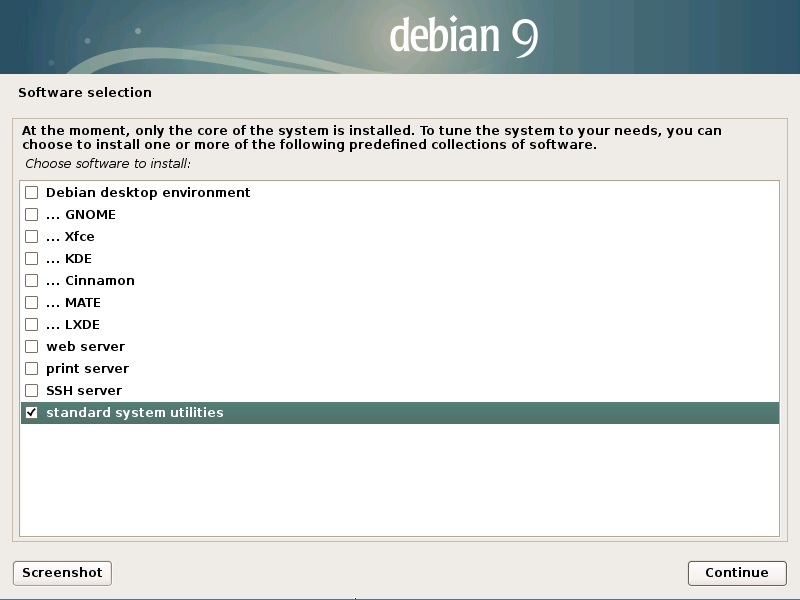 debian 9
Software selection
At the moment, only the core of the system is installed. To tune the system to your needs, you can
choose to install one or more of the following predefined collections of software.
Choose software to install:
Debian desktop environment
... GNOME
... Xfce
... KDE
... Cinnamon
... MATE
... LXDE
web server
print server
SSH server
standard system utilities
Screenshot
Continue